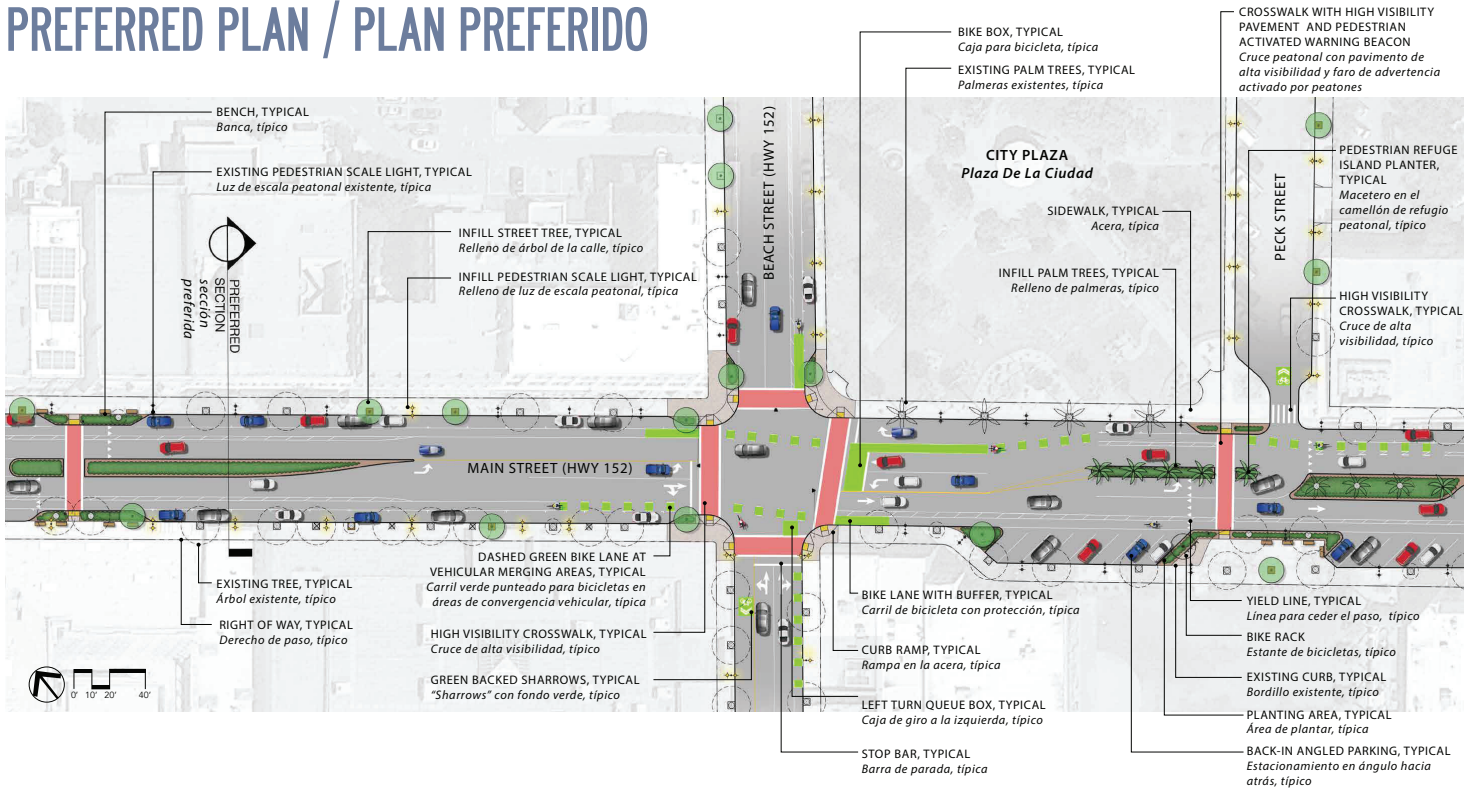 PREFERRED PLAN / PLAN PREFERIDO
BENCH, TYPICAL
Banca, típico
EXISTING PEDESTRIAN SCALE LIGHT, TYPICAL
Luz de escala peatonal existente, típica
INFILL STREET TREE, TYPICAL
Relleno de árbol de la calle, típico
INFILL PEDESTRIAN SCALE LIGHT, TYPICAL
Relleno de luz de escala peatonal, típica
PREFERRED
SECTION
sección
preferida
BEACH STREET (HWY 152)
BIKE BOX, TYPICAL
Caja para bicicleta, típica
EXISTING PALM TREES, TYPICAL
Palmeras existentes, típica
CITY PLAZA
Plaza De La Ciudad
SIDEWALK, TYPICAL
Acera, típica
INFILL PALM TREES, TYPICAL
Relleno de palmeras, típico
CROSSWALK WITH HIGH VISIBILITY
PAVEMENT AND PEDESTRIAN
ACTIVATED WARNING BEACON
Cruce peatonal con pavimento de
alta visibilidad y faro de advertencia
activado por peatones
PECK STREET
PEDESTRIAN REFUGE
ISLAND PLANTER,
TYPICAL
Macetero en el
camellón de refugio
peatonal, típico
HIGH VISIBILITY
CROSSWALK, TYPICAL
Cruce de alta
visibilidad, típico
MAIN STREET (HWY 152)
EXISTING TREE, TYPICAL
Árbol existente, típico
RIGHT OF WAY, TYPICAL
Derecho de paso, típico
0' 10' 20' 40'
DASHED GREEN BIKE LANE AT
VEHICULAR MERGING AREAS, TYPICAL
Carril verde punteado para bicicletas en
áreas de convergencia vehicular, típica
HIGH VISIBILITY CROSSWALK, TYPICAL
Cruce de alta visibilidad, típico
GREEN BACKED SHARROWS, TYPICAL
"Sharrows" con fondo verde, típico
BIKE LANE WITH BUFFER, TYPICAL
Carril de bicicleta con protección, típica
CURB RAMP, TYPICAL
Rampa en la acera, típica
LEFT TURN QUEUE BOX, TYPICAL
Caja de giro a la izquierda, típico
STOP BAR, TYPICAL
Barra de parada, típica
YIELD LINE, TYPICAL
Línea para ceder el paso, típico
BIKE RACK
Estante de bicicletas, típico
EXISTING CURB, TYPICAL
Bordillo existente, típico
PLANTING AREA, TYPICAL
Área de plantar, típica
BACK-IN ANGLED PARKING, TYPICAL
Estacionamiento en ángulo hacia
atrás, típico